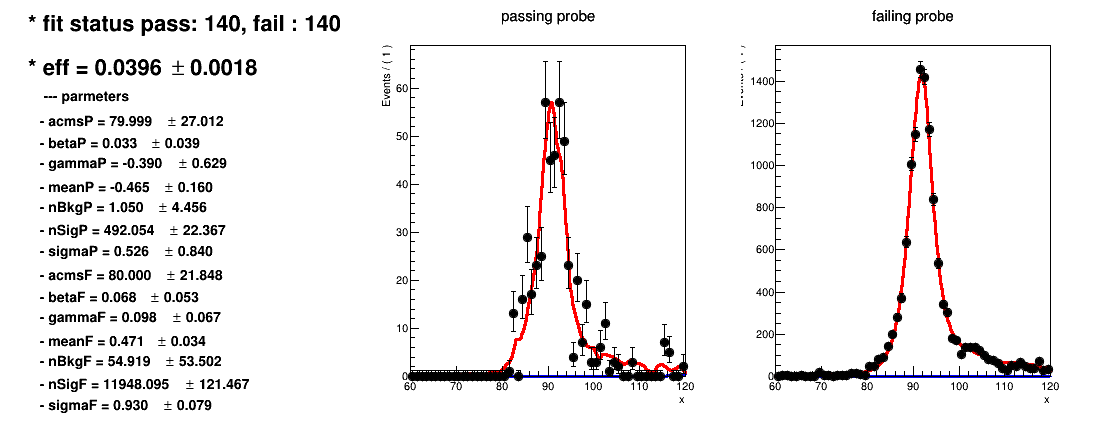 * fit status pass: 140, fail : 140
* eff = 0.0396 ± 0.0018
--- parmeters
- acmsP = 79.999 ± 27.012
- betaP = 0.033 ± 0.039
- gammaP = -0.390 ± 0.629
- meanP = -0.465 ± 0.160
- nBkgP = 1.050 ± 4.456
- nSigP = 492.054 ± 22.367
- sigmaP = 0.526 ± 0.840
- acmsF = 80.000 ± 21.848
- betaF = 0.068 ± 0.053
- gammaF = 0.098 ± 0.067
- meanF = 0.471 ± 0.034
- nBkgF = 54.919 ± 53.502
- nSigF = 11948.095 ± 121.467
- sigmaF = 0.930 ± 0.079
passing probe
Events / ( 1 )
60
50
40
30
20
10
0
60 70 80 90 100 110 120
x
failing probe
Events / ( 1 )
1400
1200
1000
800
600
400
200
0
60 70 80 90 100 110 120
x